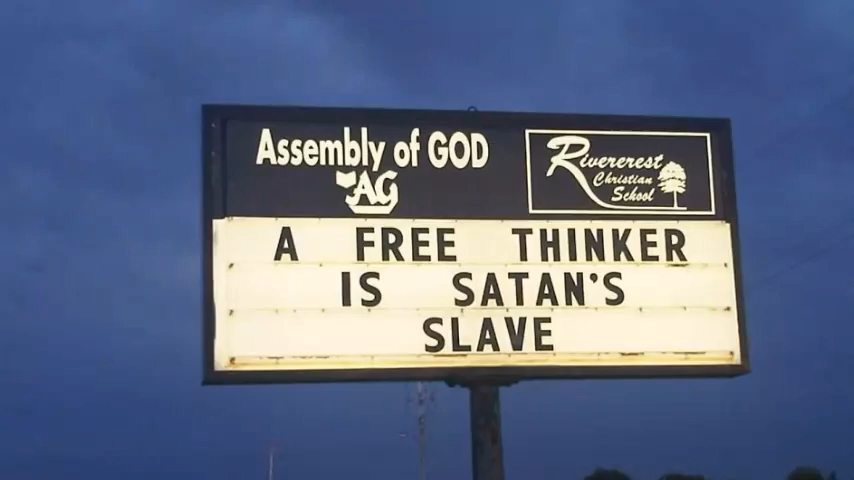 Assembly of GOD
AG
Rivercrest
Christian
School
A FREE THINKER
IS SATAN'S
SLAVE